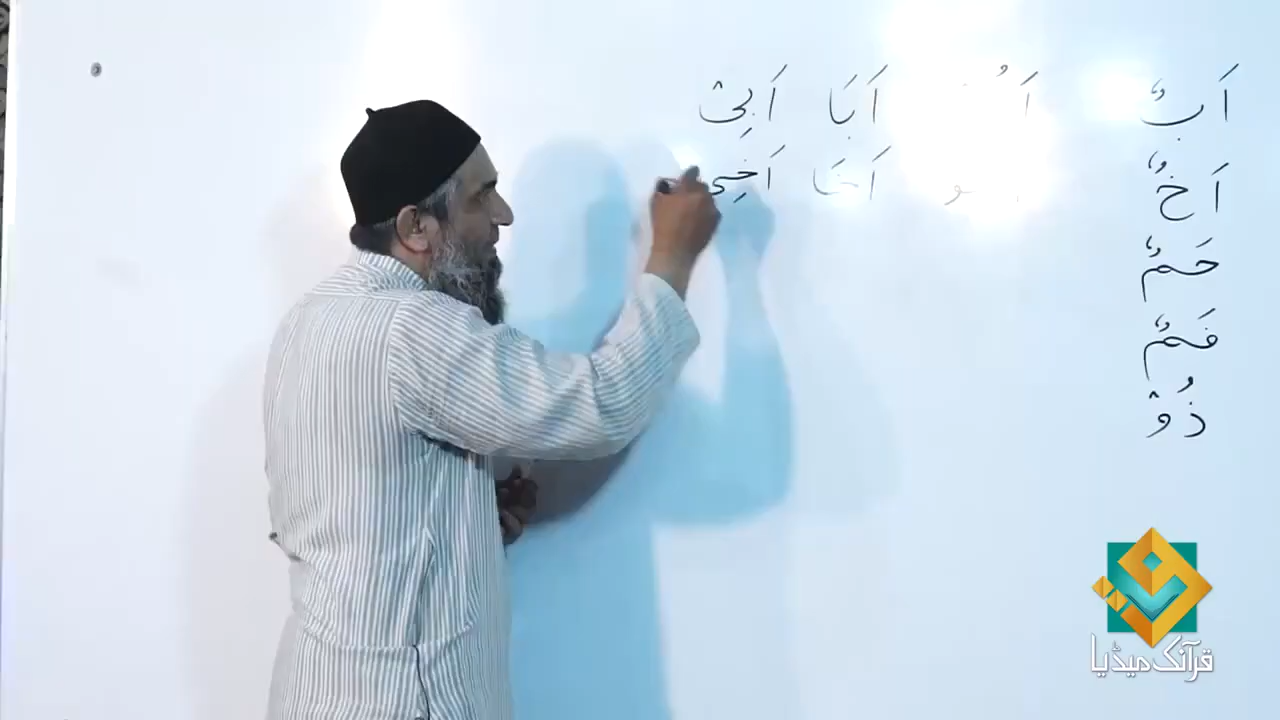 اَبٌ اَبَا اَبِیْ
اَخٌ اَخَا اَخِی
حَمٌ
فَمٌ
ذُوْ
قرآنک میڈیا